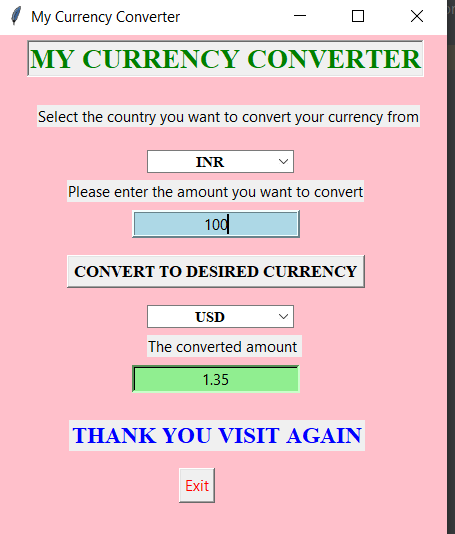 My Currency Converter
MY CURRENCY CONVERTER
Select the country you want to convert your currency from
INR
Please enter the amount you want to convert
100
CONVERT TO DESIRED CURRENCY
USD
The converted amount
1.35
THANK YOU VISIT AGAIN
Exit